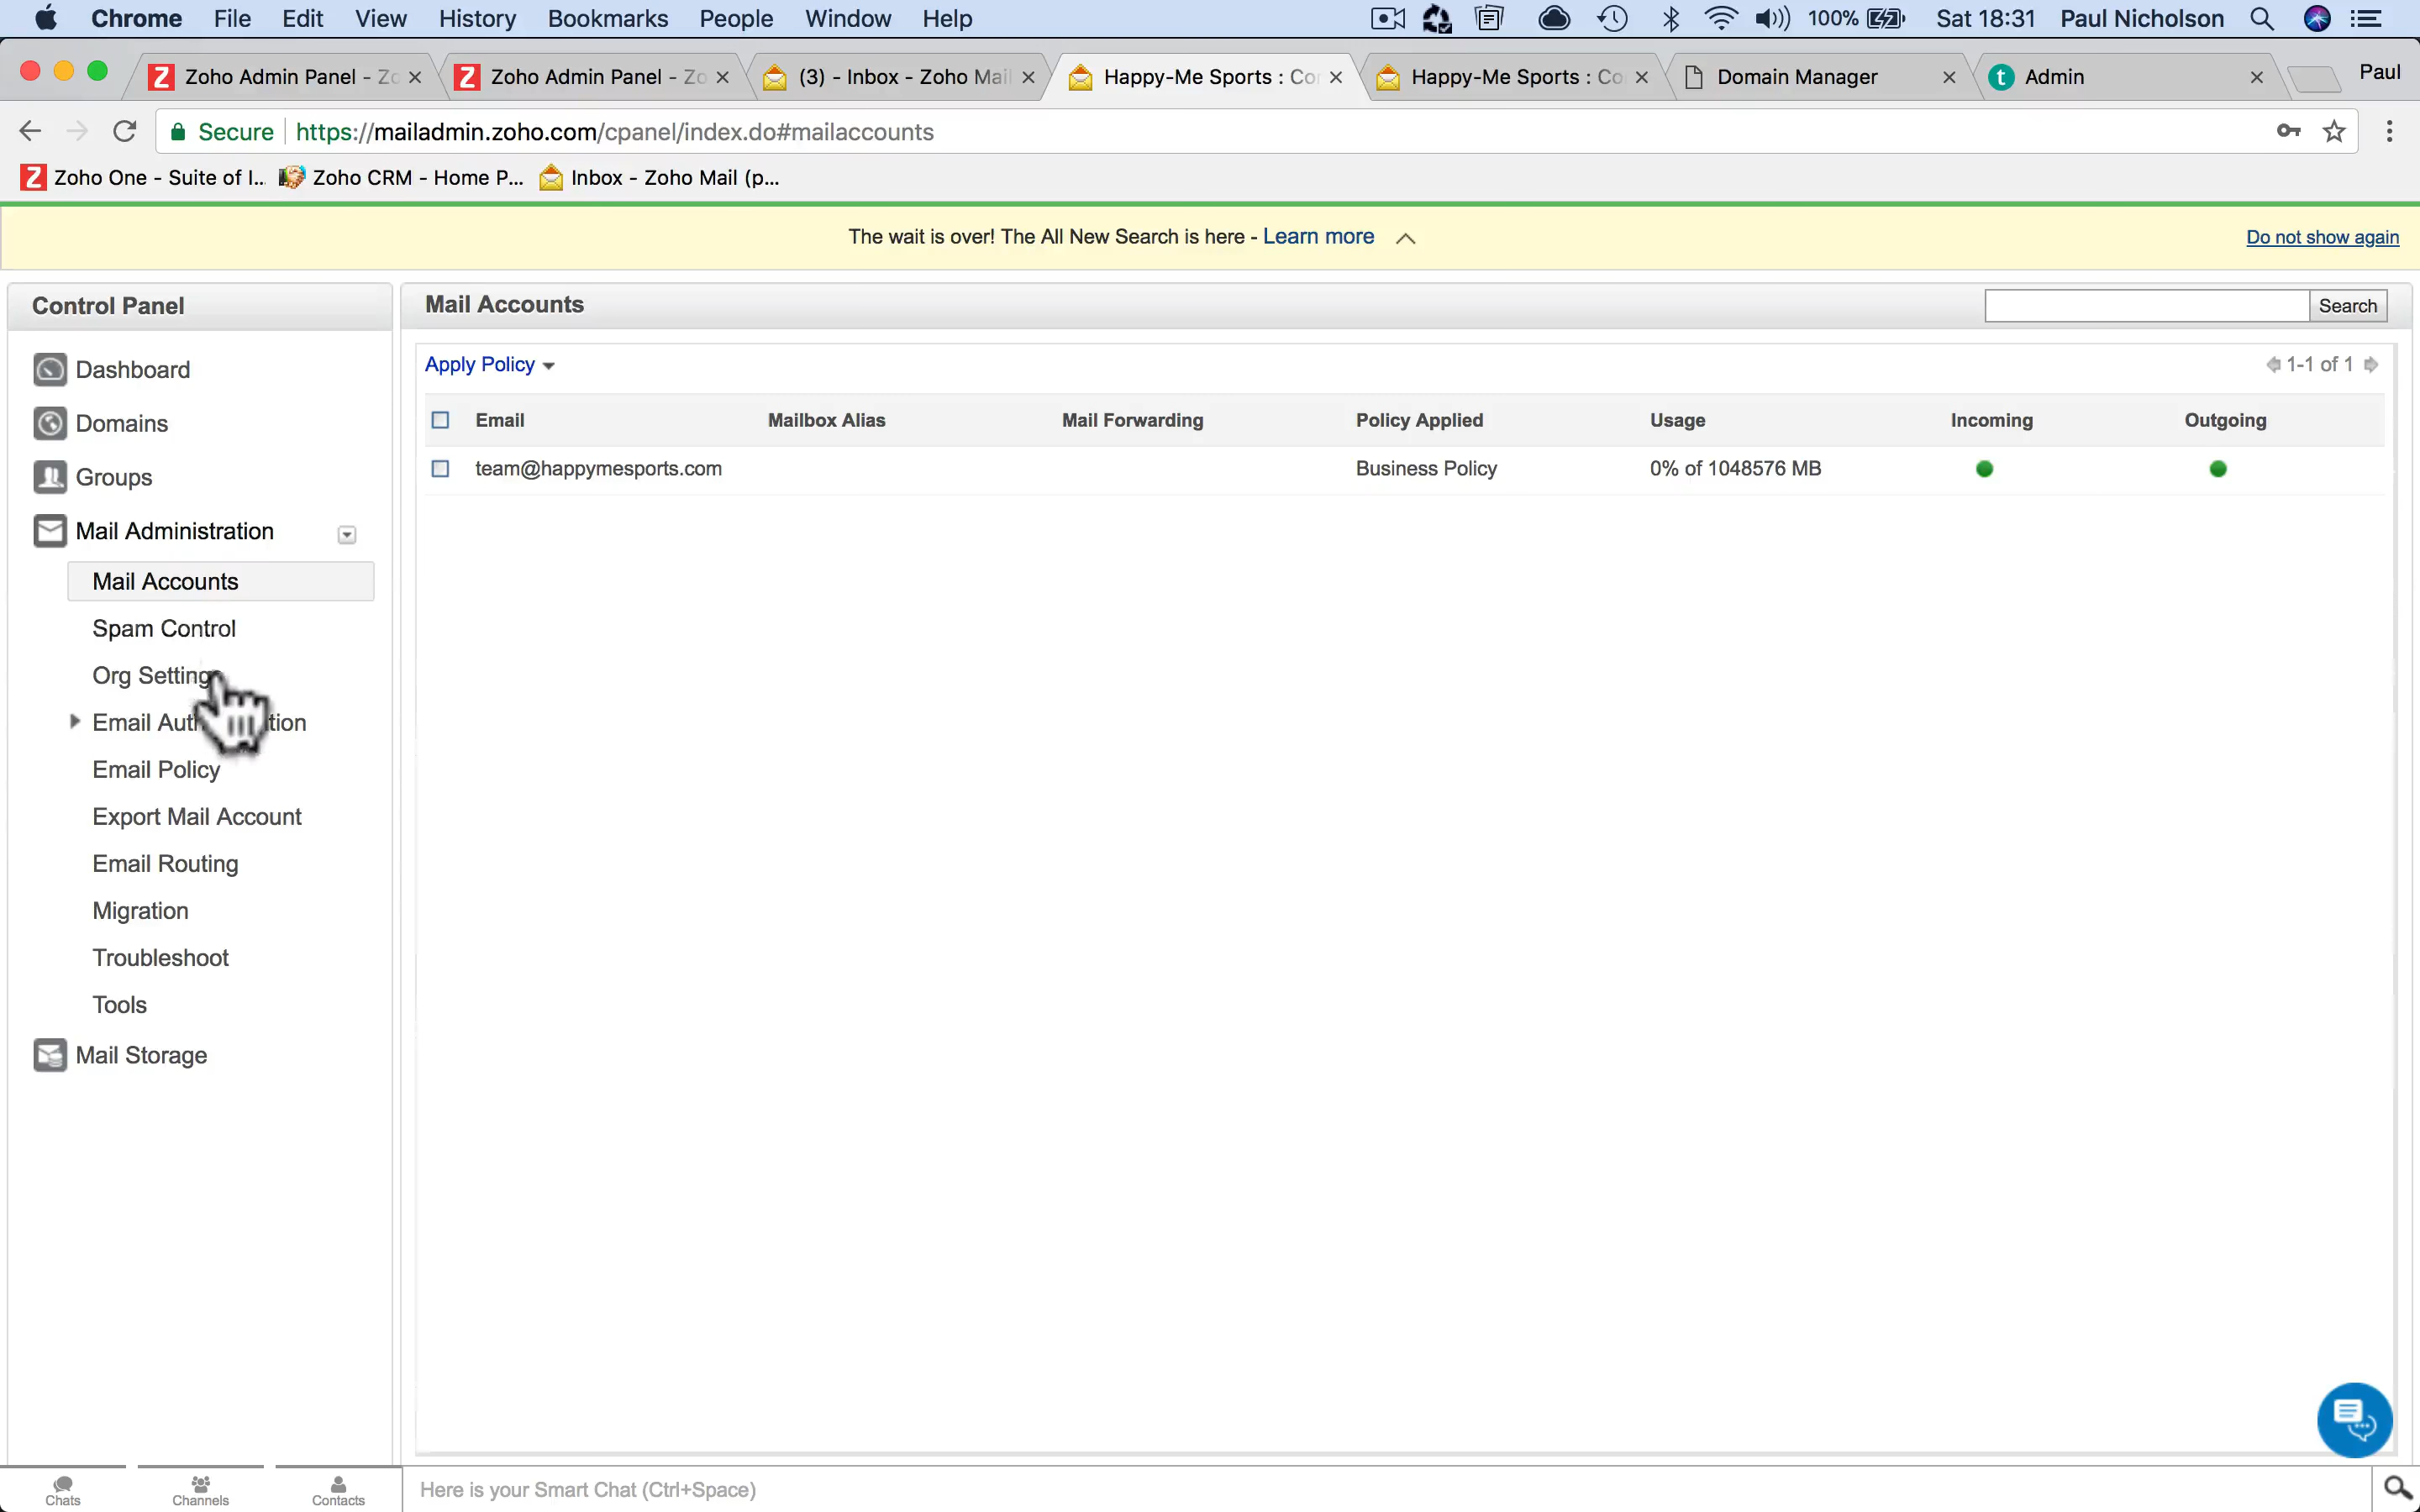 Chrome File Edit View History Bookmarks People Window Help 100% Sat 18:31 Paul Nicholson
Zoho Admin Panel - Zo Zoho Admin Panel - Zo (3) - Inbox - Zoho Mail Happy-Me Sports : Co Happy-Me Sports : Co Domain Manager Admin Paul
Secure https://mailadmin.zoho.com/cpanel/index.do#mailaccounts
Zoho One - Suite of I... Zoho CRM - Home P... Inbox - Zoho Mail (p...
The wait is over! The All New Search is here - Learn more Do not show again
Control Panel
Dashboard
Domains
Groups
Mail Administration
Mail Accounts
Spam Control
Org Setting
Email Aut tion
Email Policy
Export Mail Account
Email Routing
Migration
Troubleshoot
Tools
Mail Storage
Mail Accounts Search
Apply Policy 1-1 of 1
Email Mailbox Alias Mail Forwarding Policy Applied Usage Incoming Outgoing
team@happymesports.com Business Policy 0% of 1048576 MB
Chats Channels Contacts Here is your Smart Chat (Ctrl+Space)